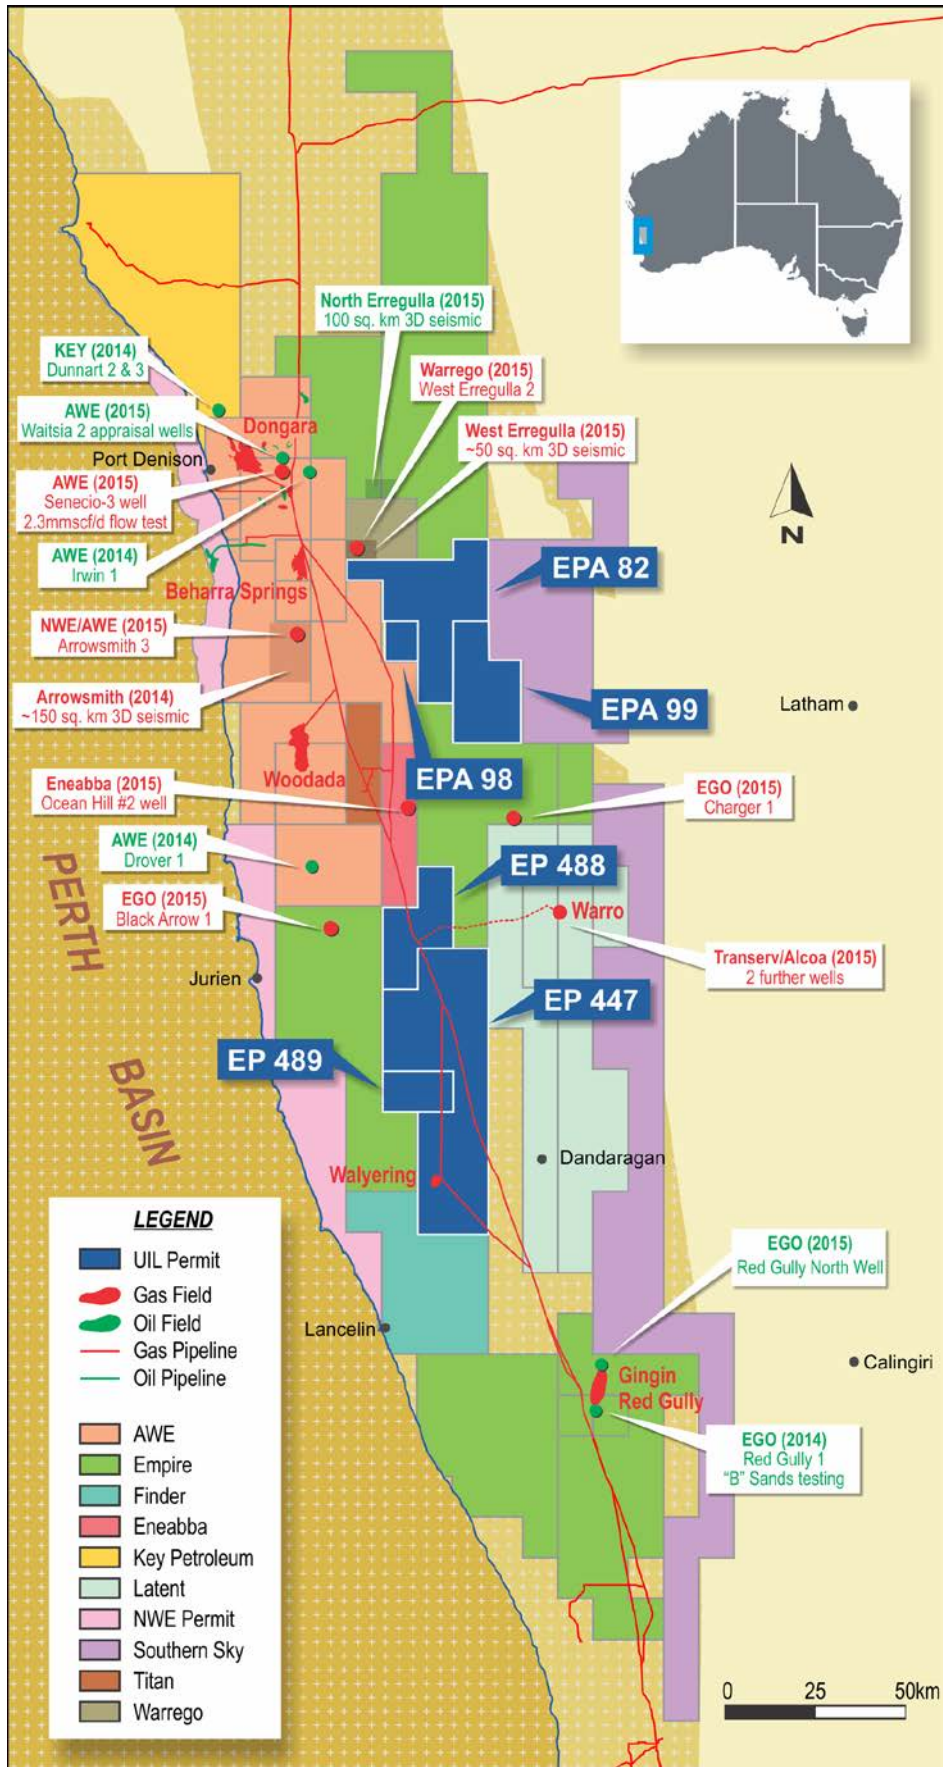 North Erregulla (2015)
100 sq. km 3D seismic
KEY (2014)
Dunnart 2 & 3
Warrego (2015)
West Erregulla 2
AWE (2015)
Waitsia 2 appraisal wells
Dongara
West Erregulla (2015)
~50 sq. km 3D seismic
Port Denison
AWE (2015)
Senecio-3 well
2.3mmscf/d flow test
N
AWE (2014)
Irwin 1
EPA 82
Beharra Springs
NWE/AWE (2015)
Arrowsmith 3
EPA 99
Latham
Arrowsmith (2014)
~150 sq. km 3D seismic
Woodada
EPA 98
Eneabba (2015)
Ocean Hill #2 well
EGO (2015)
Charger 1
AWE (2014)
Drover 1
EP 488
EGO (2015)
Black Arrow 1
Warro
Transerv/Alcoa (2015)
2 further wells
PERTH
BASIN
Jurien
EP 447
EP 489
Dandaragan
Walyering
LEGEND
UIL Permit
Gas Field
Oil Field
Gas Pipeline
Oil Pipeline
AWE
Empire
Finder
Eneabba
Key Petroleum
Latent
NWE Permit
Southern Sky
Titan
Warrego
EGO (2015)
Red Gully North Well
Lancelin
Calingiri
Gingin
Red Gully
EGO (2014)
Red Gully 1
"B" Sands testing
0 25 50km